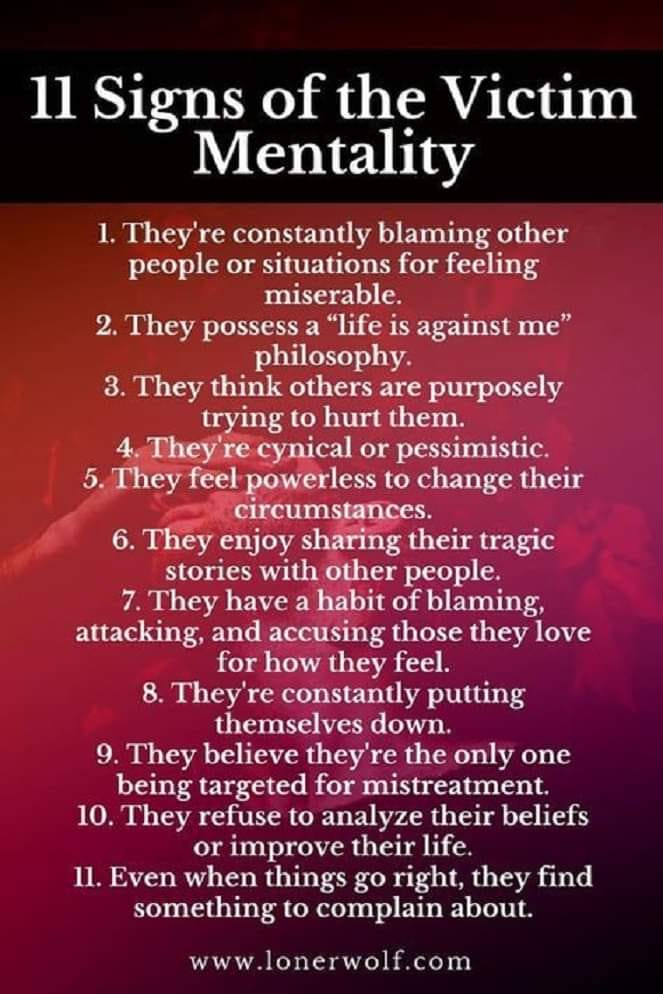 11 Signs of the Victim
Mentality
1. They're constantly blaming other
people or situations for feeling
miserable.
2. They possess a “life is against me”
philosophy.
3. They think others are purposely
trying to hurt them.
4. They're cynical or pessimistic.
5. They feel powerless to change their
circumstances.
6. They enjoy sharing their tragic
stories with other people.
7. They have a habit of blaming,
attacking, and accusing those they love
for how they feel.
8. They're constantly putting
themselves down.
9. They believe they're the only one
being targeted for mistreatment.
10. They refuse to analyze their beliefs
or improve their life.
11. Even when things go right, they find
something to complain about.
www.lonerwolf.com